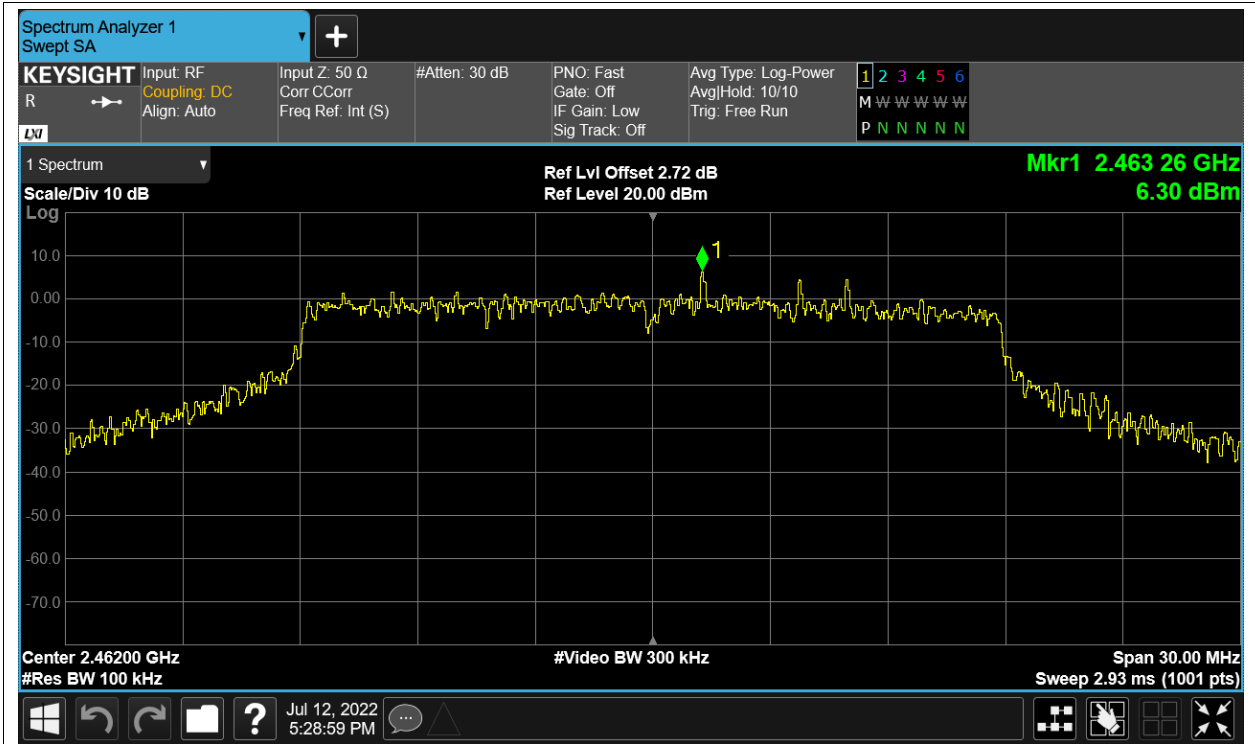 Spectrum Analyzer 1
Swept SA
KEYSIGHT
R
LXI
Input: RF
Coupling: DC
Align: Auto
Input Z: 50 Ω
Corr CCorr
Freq Ref: Int (S)
#Atten: 30 dB
PNO: Fast
Gate: Off
IF Gain: Low
Sig Track: Off
Avg Type: Log-Power
Avg|Hold: 10/10
Trig: Free Run
1 2 3 4 5 6
M W W W W W W
P N N N N N N
1 Spectrum
Scale/Div 10 dB
Ref Lvl Offset 2.72 dB
Ref Level 20.00 dBm
Mkr1 2.463 26 GHz
6.30 dBm
Log
1
10.0
0.00
-10.0
-20.0
-30.0
-40.0
-50.0
-60.0
-70.0
Center 2.46200 GHz
#Video BW 300 kHz
Span 30.00 MHz
#Res BW 100 kHz
Sweep 2.93 ms (1001 pts)
?
Jul 12, 2022
5:28:59 PM